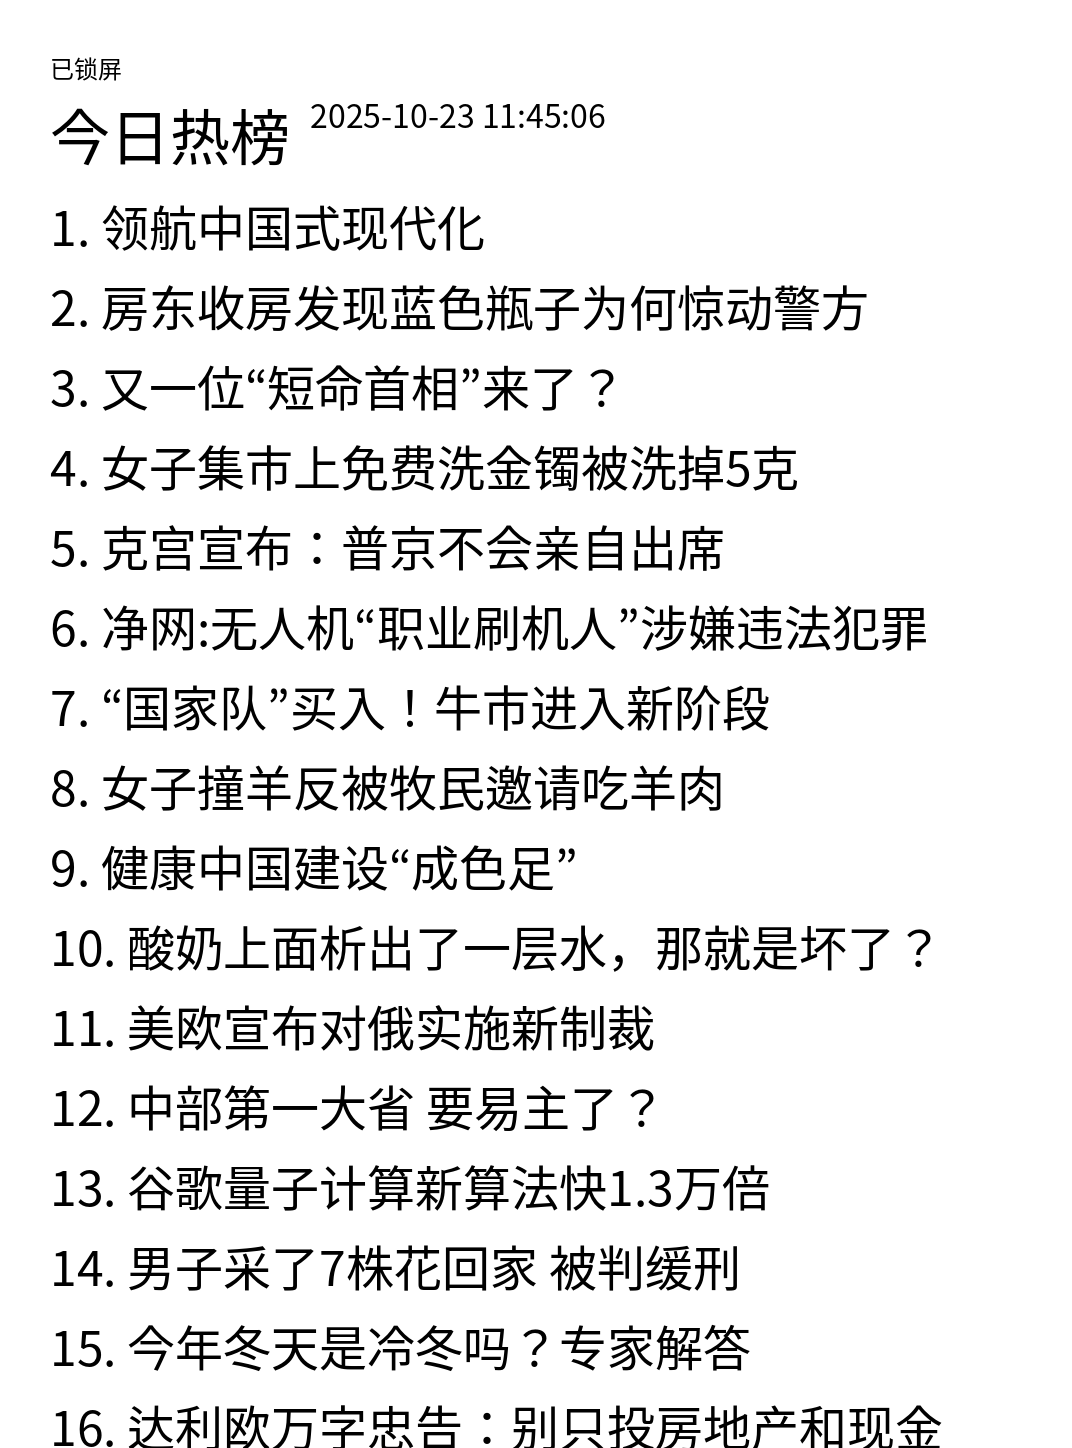 已锁屏
今日热榜 2025-10-23 11:45:06
1. 领航中国式现代化
2. 房东收房发现蓝色瓶子为何惊动警方
3. 又一位“短命首相”来了？
4. 女子集市上免费洗金镯被洗掉5克
5. 克宫宣布：普京不会亲自出席
6. 净网:无人机“职业刷机人”涉嫌违法犯罪
7. “国家队”买入！牛市进入新阶段
8. 女子撞羊反被牧民邀请吃羊肉
9. 健康中国建设“成色足”
10. 酸奶上面析出了一层水，那就是坏了？
11. 美欧宣布对俄实施新制裁
12. 中部第一大省 要易主了？
13. 谷歌量子计算新算法快1.3万倍
14. 男子采了7株花回家 被判缓刑
15. 今年冬天是冷冬吗？专家解答
16. 达利欧万字忠告：别只投房地产和现金